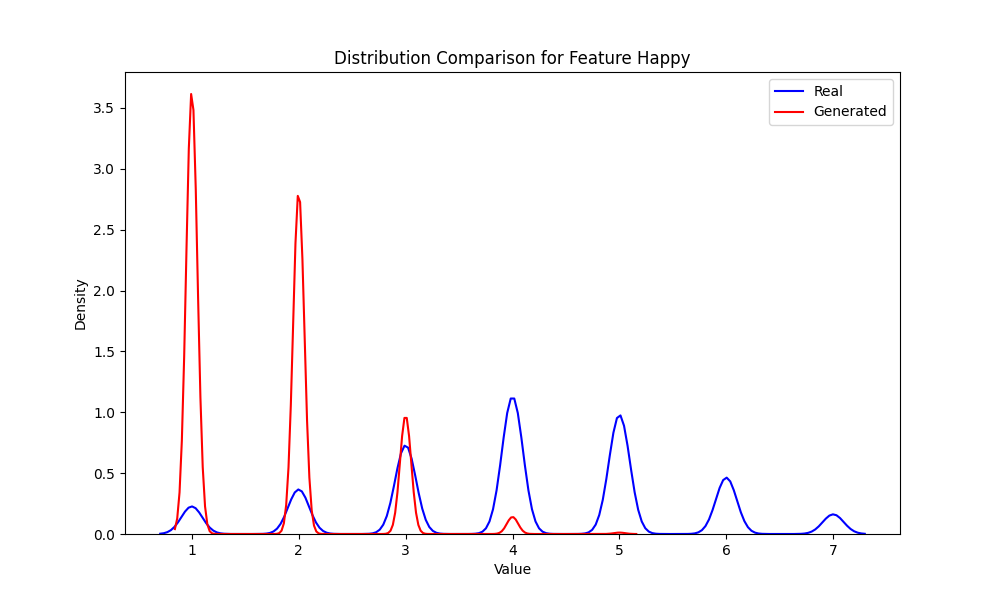 Distribution Comparison for Feature Happy
Real
Generated
3.5
3.0
2.5
2.0
1.5
1.0
0.5
0.0
Density
1 2 3 4 5 6 7
Value